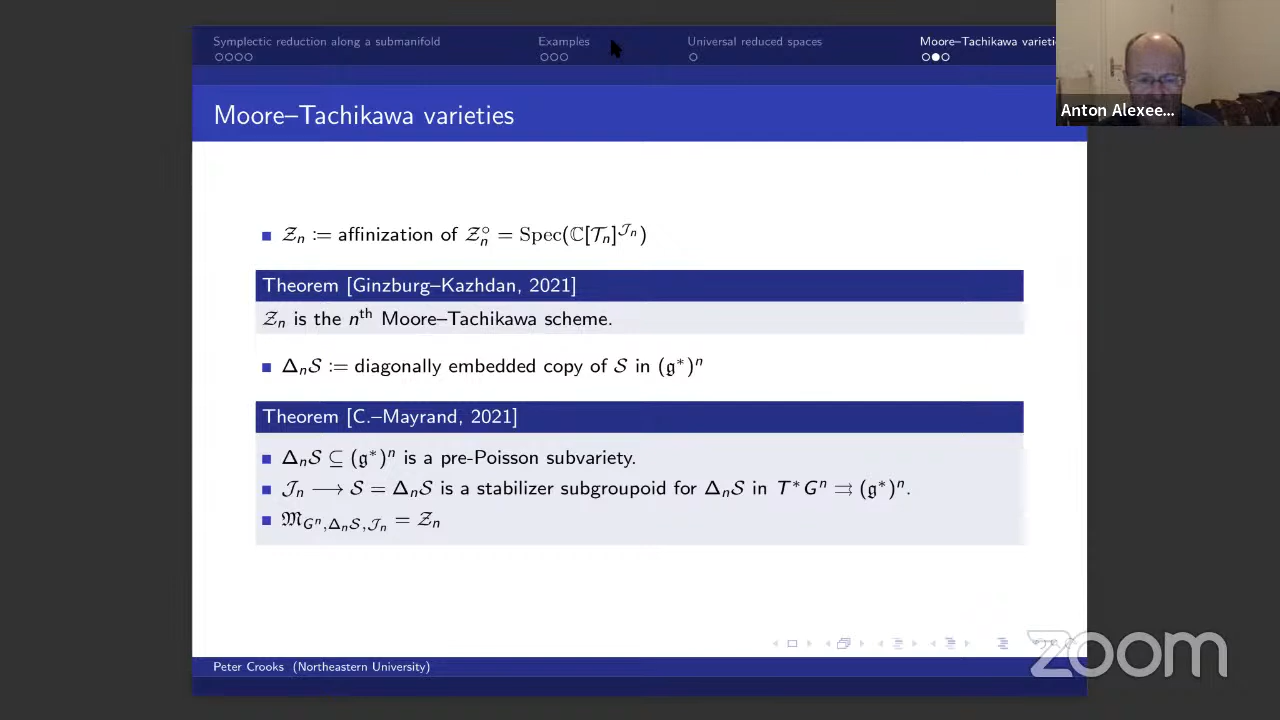 Symplectic reduction along a submanifold
Examples
Universal reduced spaces
Moore–Tachikawa varieti
Moore–Tachikawa varieties
Anton Alexee...
𝒵ₙ := affinization of 𝒵ₙ° = Spec(ℂ[𝒯ₙ]^𝒥ₙ)
Theorem [Ginzburg–Kazhdan, 2021]
𝒵ₙ is the nᵗʰ Moore–Tachikawa scheme.
Δₙ𝒮 := diagonally embedded copy of 𝒮 in (𝔤*)ⁿ
Theorem [C.–Mayrand, 2021]
Δₙ𝒮 ⊆ (𝔤*)ⁿ is a pre-Poisson subvariety.
𝒥ₙ ⟶ 𝒮 = Δₙ𝒮 is a stabilizer subgroupoid for Δₙ𝒮 in T*Gⁿ ⇉ (𝔤*)ⁿ.
𝔐_{Gⁿ,Δₙ𝒮,𝒥ₙ} = 𝒵ₙ
Peter Crooks (Northeastern University)
zoom